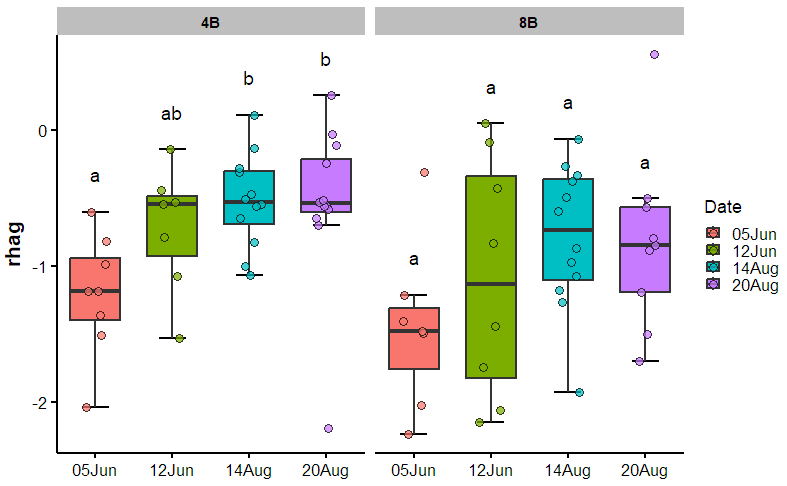 4B 8B
a ab b b a a a a
rhag
0
-1
-2
05Jun 12Jun 14Aug 20Aug 05Jun 12Jun 14Aug 20Aug
Date
05Jun
12Jun
14Aug
20Aug